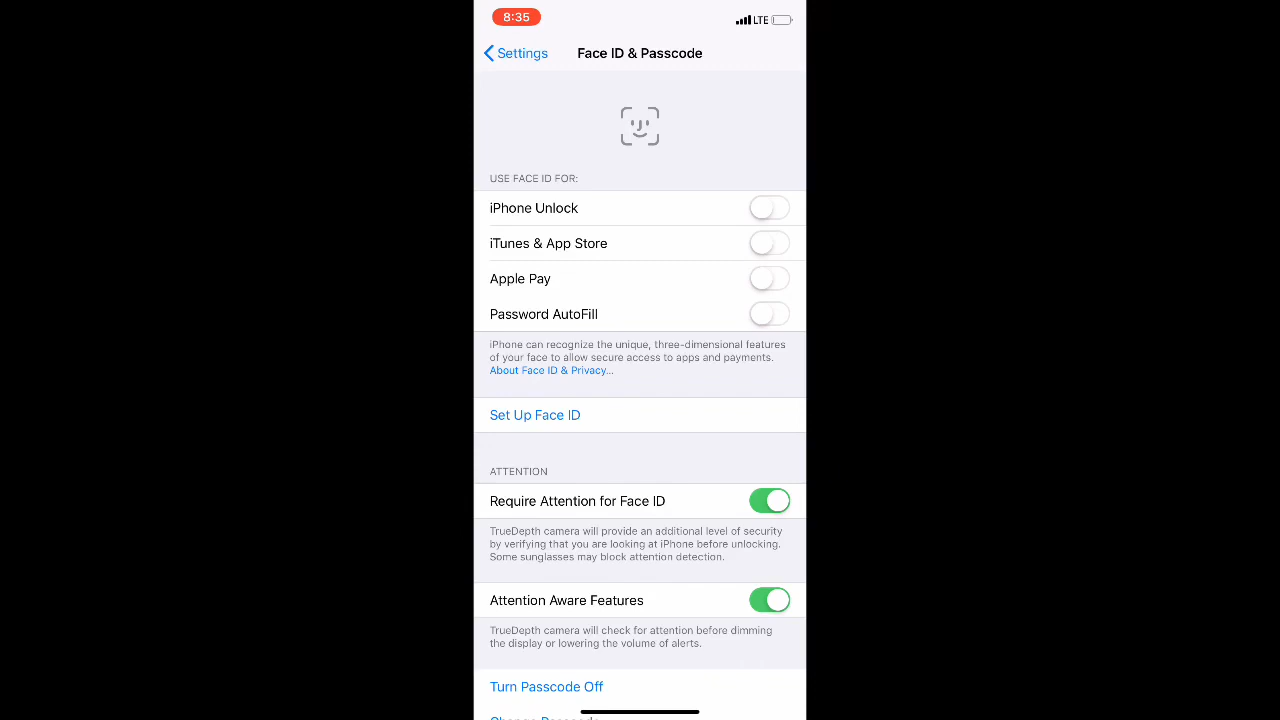 8:35
LTE
Settings
Face ID & Passcode
USE FACE ID FOR:
iPhone Unlock
iTunes & App Store
Apple Pay
Password AutoFill
iPhone can recognize the unique, three-dimensional features
of your face to allow secure access to apps and payments.
About Face ID & Privacy...
Set Up Face ID
ATTENTION
Require Attention for Face ID
TrueDepth camera will provide an additional level of security
by verifying that you are looking at iPhone before unlocking.
Some sunglasses may block attention detection.
Attention Aware Features
TrueDepth camera will check for attention before dimming
the display or lowering the volume of alerts.
Turn Passcode Off